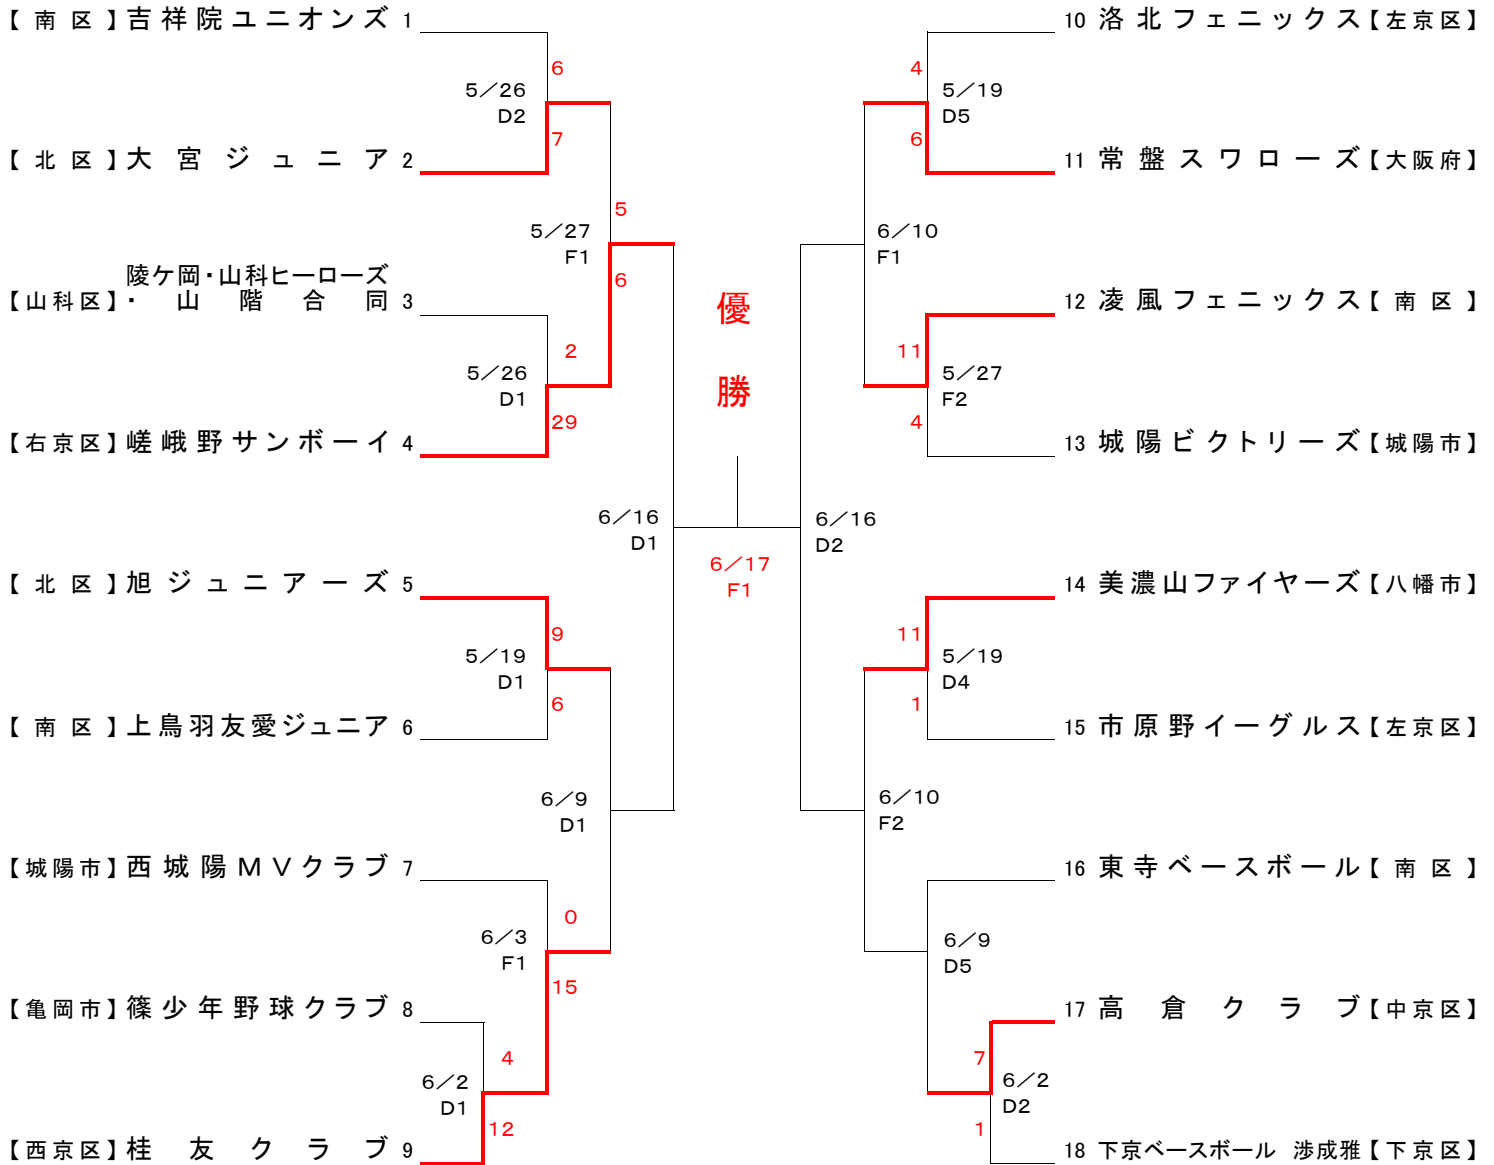 【南区】吉祥院ユニオンズ 1
6
5/26
D2
7
【北区】大宮ジュニア 2
5
5/27
F1
6
陵ケ岡・山科ヒーローズ
【山科区】・山階合同 3
2
5/26
D1
29
【右京区】嵯峨野サンボーイ 4
6/16
D1
【北区】旭ジュニアーズ 5
9
5/19
D1
6
【南区】上鳥羽友愛ジュニア 6
6/9
D1
【城陽市】西城陽MVクラブ 7
0
6/3
F1
15
【亀岡市】篠少年野球クラブ 8
4
6/2
D1
12
【西京区】桂友クラブ 9
優
勝
6/17
F1
10 洛北フェニックス【左京区】
4
5/19
D5
6
11 常盤スワローズ【大阪府】
6/10
F1
12 凌風フェニックス【南区】
11
5/27
F2
4
13 城陽ビクトリーズ【城陽市】
6/16
D2
14 美濃山ファイヤーズ【八幡市】
11
5/19
D4
1
15 市原野イーグルス【左京区】
6/10
F2
16 東寺ベースボール【南区】
6/9
D5
17 高倉クラブ【中京区】
7
6/2
D2
1
18 下京ベースボール 渉成雅【下京区】